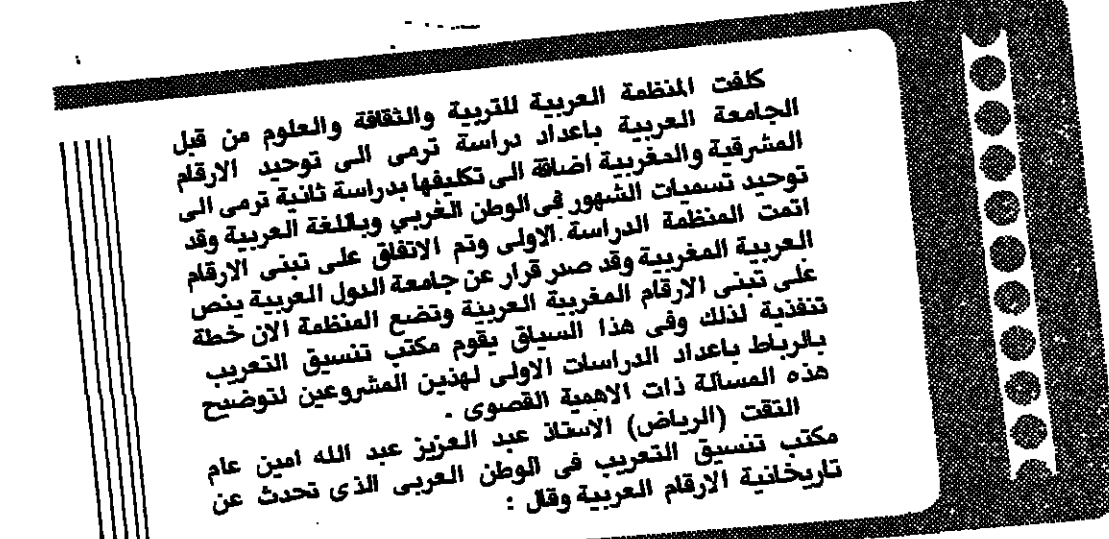 كلفت المنظمة العربية للتربية والثقافة والعلوم من قبل
الجامعة العربية باعداد دراسة ترمى الى توحيد الارقام
المشرقية والمغربية اضافة الى تكليفها بدراسة ثانية ترمى الى
توحيد تسميات الشهور فى الوطن الغربي وباللغة العربية وقد
اتمت المنظمة الدراسة الاولى وتم الاتفاق على تبنى الارقام
العربية المغربية وقد صدر قرار عن جامعة الدول العربية ينص
على تبنى الارقام المغربية العربية وتضع المنظمة الان خطة
تنفذية لذلك وفى هذا السياق يقوم مكتب تنسيق التعريب
بالرباط باعداد الدراسات الاولى لهذين المشروعين لتوضيح
هذه المسالة ذات الاهمية القصوى .
التقت (الرياض) الاستاذ عبد العزيز عبد الله امين عام
مكتب تنسيق التعريب فى الوطن العربى الذى تحدث عن
تاريخانية الارقام العربية وقال :